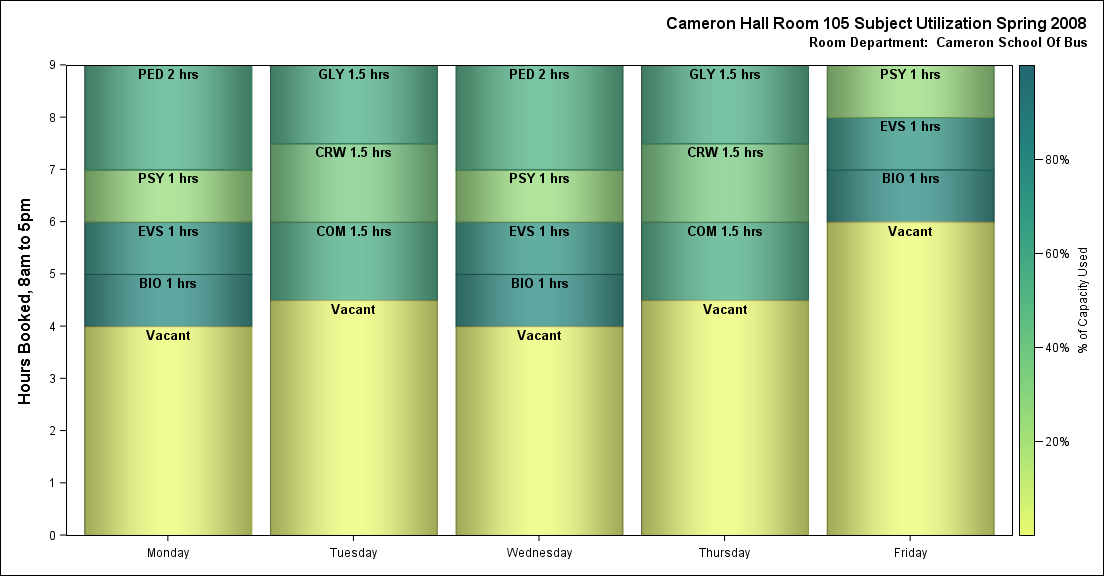 Cameron Hall Room 105 Subject Utilization Spring 2008
Room Department:  Cameron School Of Bus
Hours Booked, 8am to 5pm
9
8
7
6
5
4
3
2
1
0
PED 2 hrs
PSY 1 hrs
EVS 1 hrs
BIO 1 hrs
Vacant
Monday
GLY 1.5 hrs
CRW 1.5 hrs
COM 1.5 hrs
Vacant
Tuesday
PED 2 hrs
PSY 1 hrs
EVS 1 hrs
BIO 1 hrs
Vacant
Wednesday
GLY 1.5 hrs
CRW 1.5 hrs
COM 1.5 hrs
Vacant
Thursday
PSY 1 hrs
EVS 1 hrs
BIO 1 hrs
Vacant
Friday
80%
60%
40%
20%
% of Capacity Used